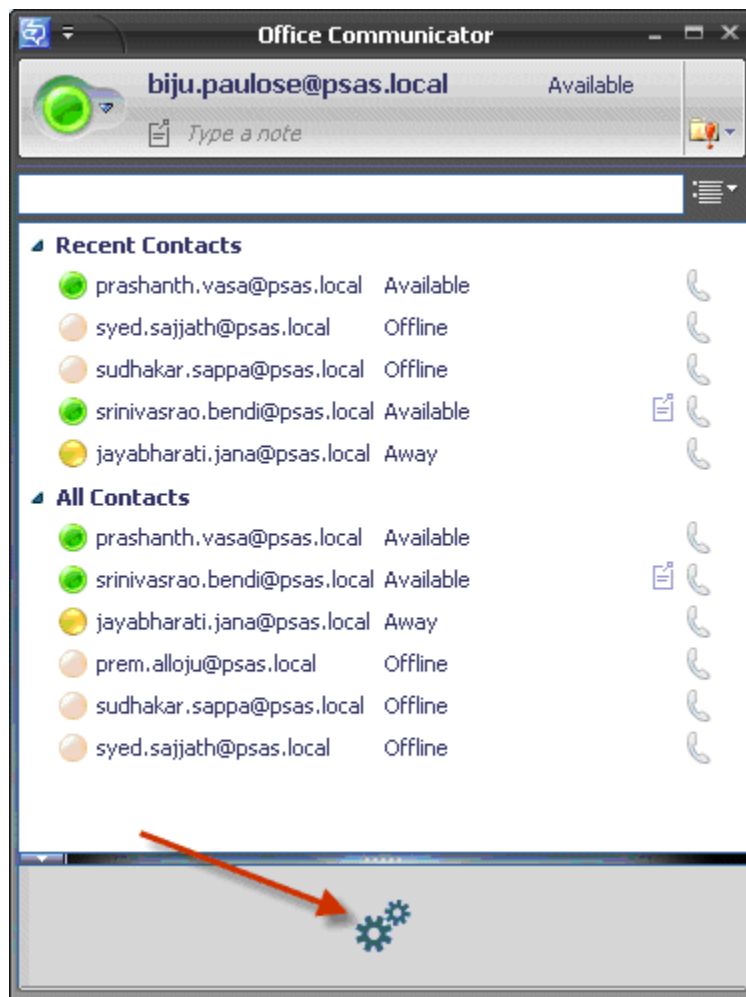 Office Communicator
biju.paulose@psas.local Available
Type a note
Recent Contacts
prashanth.vasa@psas.local Available
syed.sajjath@psas.local Offline
sudhakar.sappa@psas.local Offline
srinivasrao.bendi@psas.local Available
jayabharati.jana@psas.local Away
All Contacts
prashanth.vasa@psas.local Available
srinivasrao.bendi@psas.local Available
jayabharati.jana@psas.local Away
prem.alloju@psas.local Offline
sudhakar.sappa@psas.local Offline
syed.sajjath@psas.local Offline